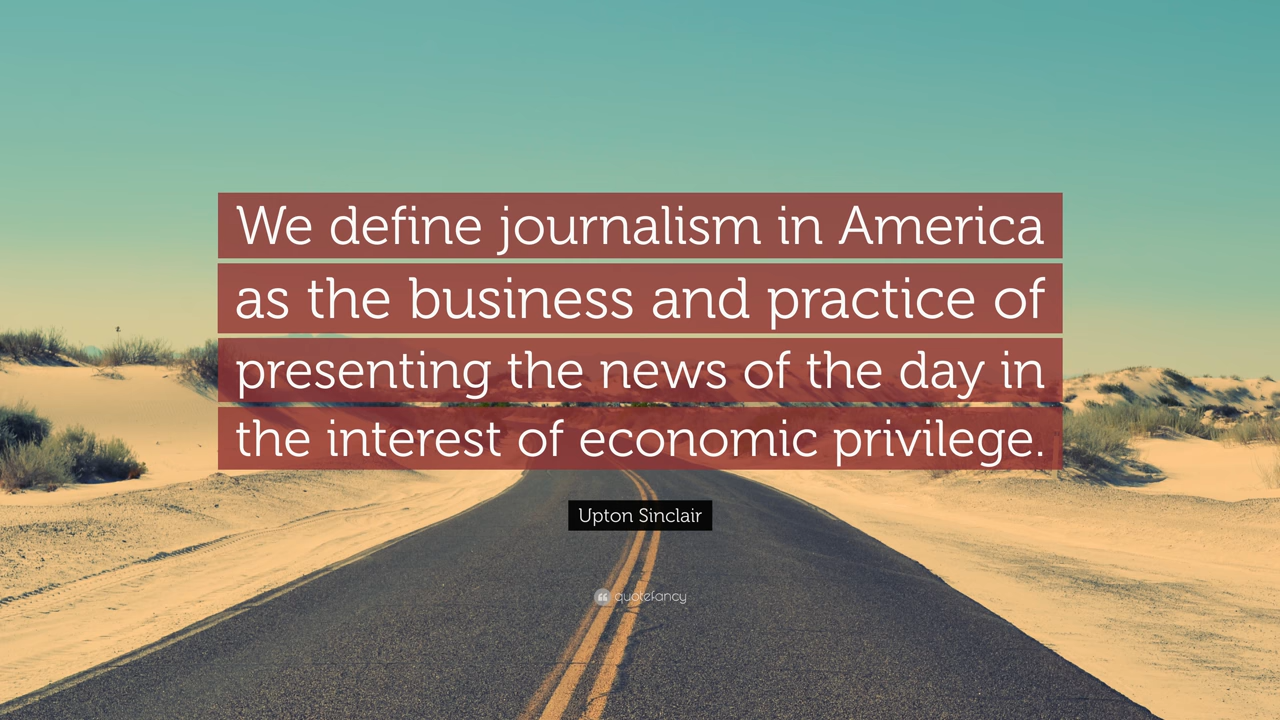 We define journalism in America
as the business and practice of
presenting the news of the day in
the interest of economic privilege.
Upton Sinclair
quotefancy